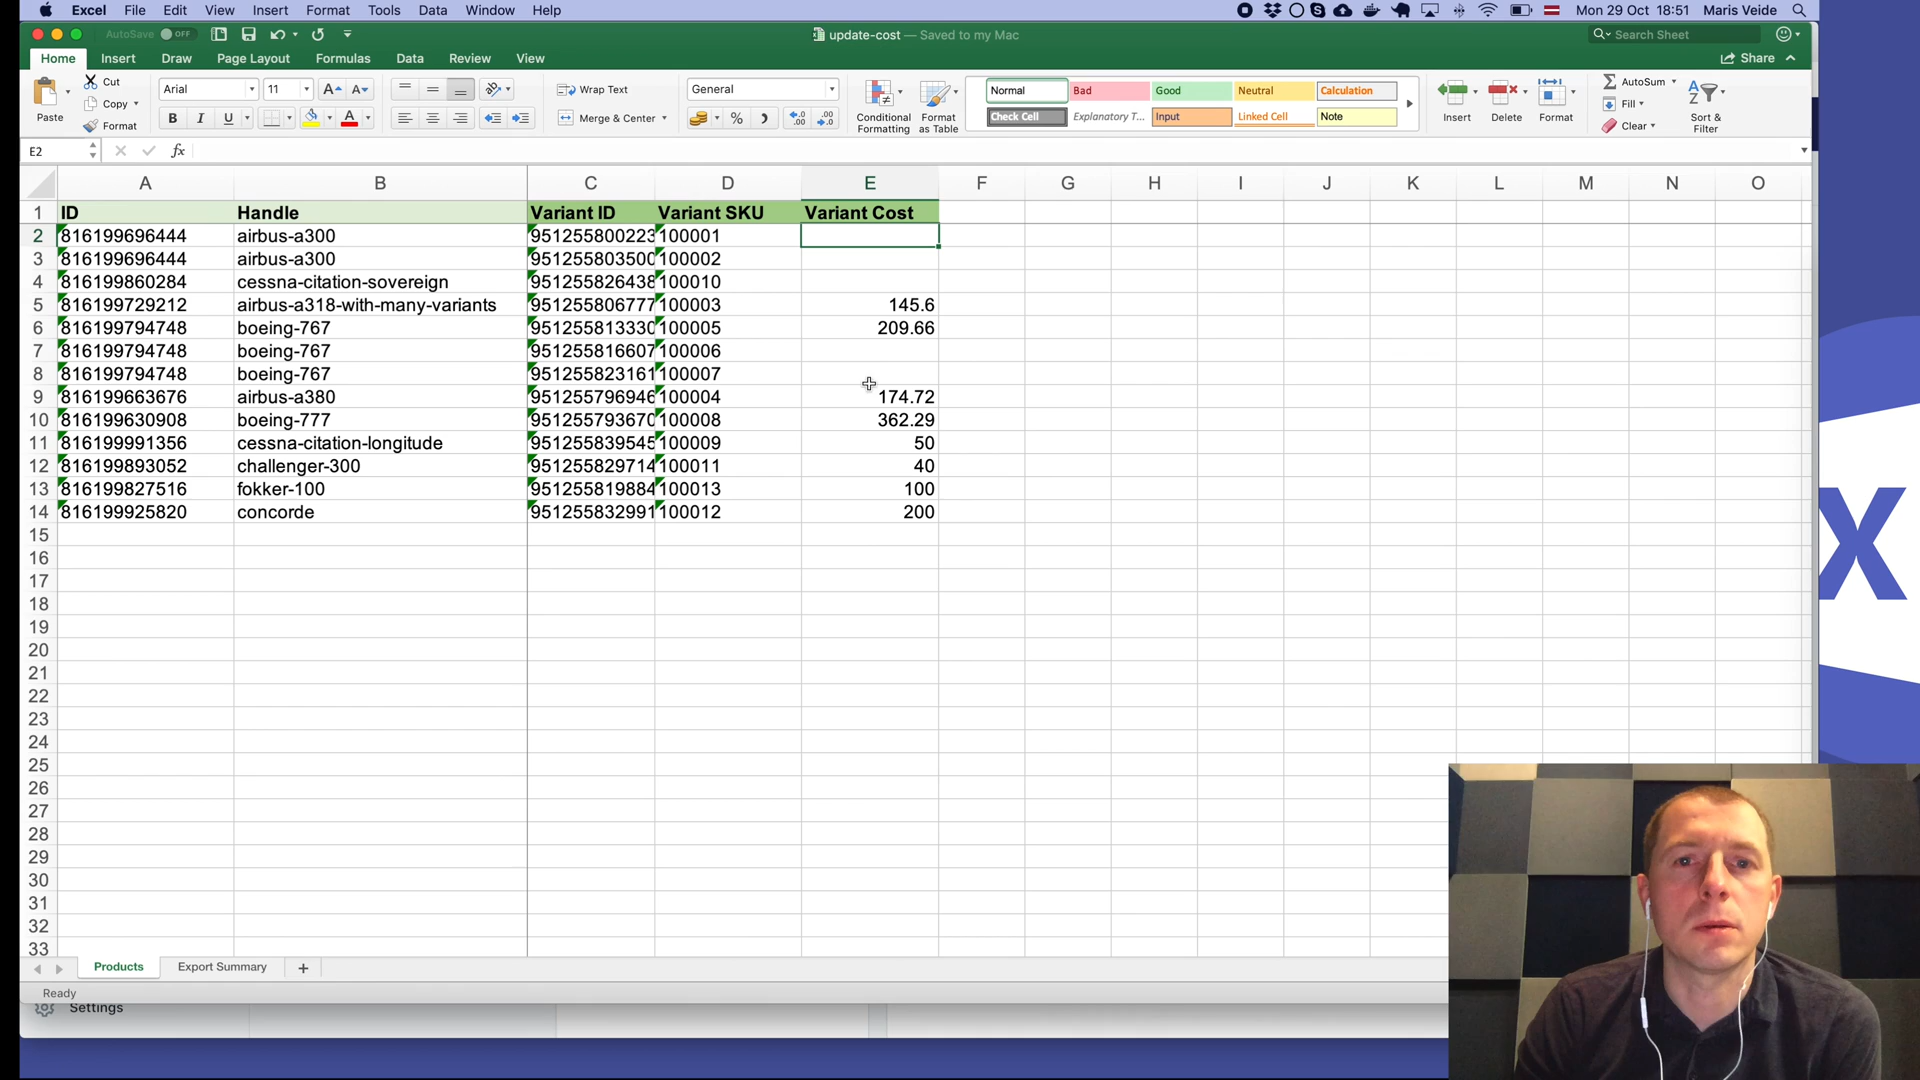 Excel File Edit View Insert Format Tools Data Window Help Mon 29 Oct 18:51 Maris Veide
AutoSave OFF update-cost — Saved to my Mac Search Sheet
Home Insert Draw Page Layout Formulas Data Review View Share
Paste Cut Copy Format
Arial 11 A A B I U A
Wrap Text
Merge & Center
General
%
Conditional Formatting
Format as Table
Normal Bad Good Neutral Calculation
Check Cell Explanatory T... Input Linked Cell Note
Insert Delete Format
AutoSum
Fill
Clear
Sort & Filter
E2 fx
A B C D E F G H I J K L M N O
1 ID Handle Variant ID Variant SKU Variant Cost
2 816199696444 airbus-a300 951255800223 100001
3 816199696444 airbus-a300 951255803500 100002
4 816199860284 cessna-citation-sovereign 951255826438 100010
5 816199729212 airbus-a318-with-many-variants 951255806777 100003 145.6
6 816199794748 boeing-767 951255813330 100005 209.66
7 816199794748 boeing-767 951255816607 100006
8 816199794748 boeing-767 951255823161 100007
9 816199663676 airbus-a380 951255796946 100004 174.72
10 816199630908 boeing-777 951255793670 100008 362.29
11 816199991356 cessna-citation-longitude 951255839545 100009 50
12 816199893052 challenger-300 951255829714 100011 40
13 816199827516 fokker-100 951255819884 100013 100
14 816199925820 concorde 951255832991 100012 200
15
16
17
18
19
20
21
22
23
24
25
26
27
28
29
30
31
32
33
Products Export Summary +
Ready
Settings
X